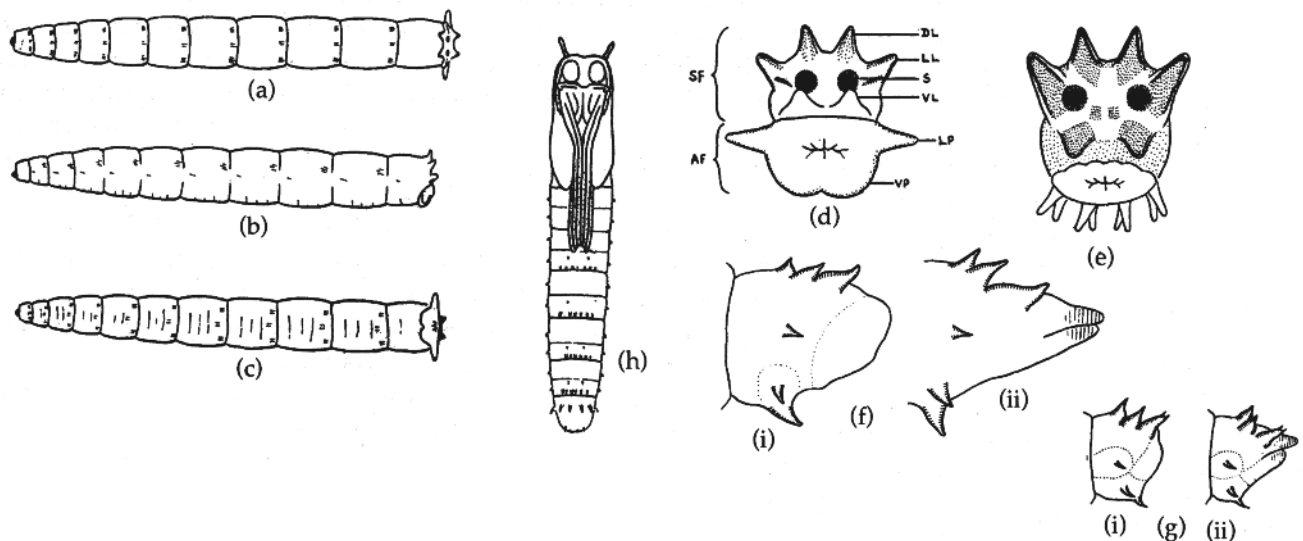 (a)
(b)
(c)
(h)
SF
AF
DL
LL
S
VL
LP
VP
(d)
(e)
(i)
(f)
(ii)
(i)
(g)
(ii)